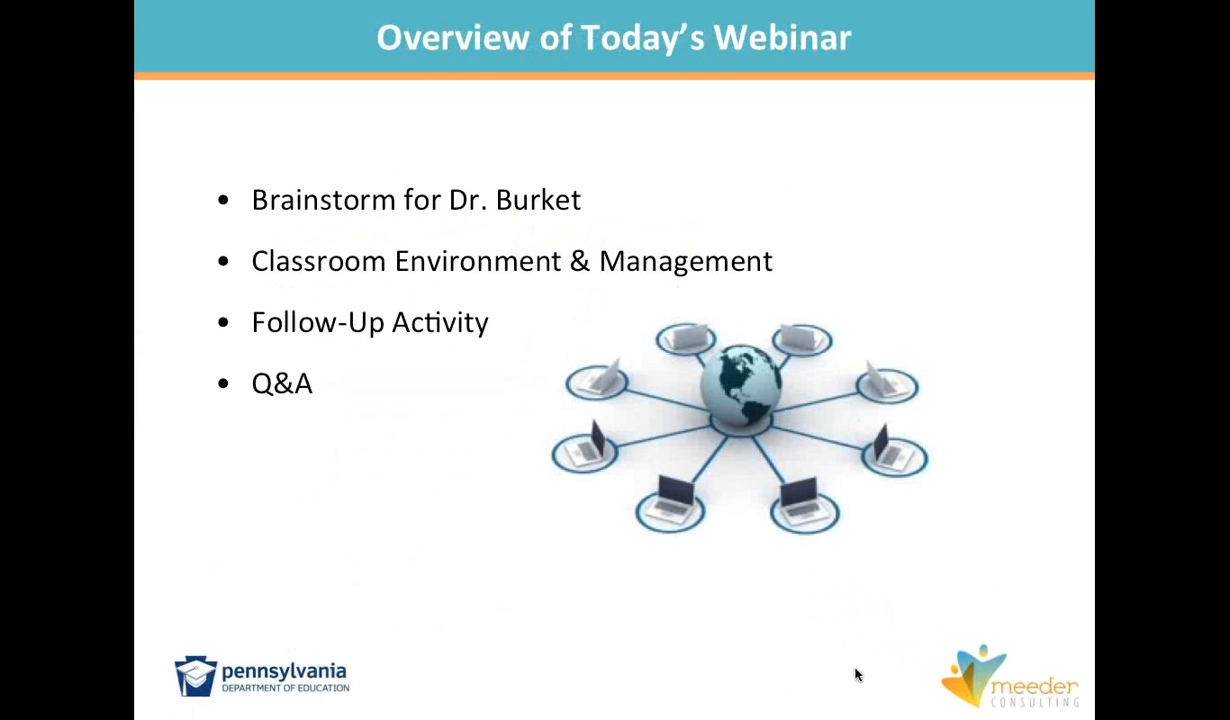 Overview of Today’s Webinar
• Brainstorm for Dr. Burket
• Classroom Environment & Management
• Follow-Up Activity
• Q&A
pennsylvania
DEPARTMENT OF EDUCATION
meeder
CONSULTING